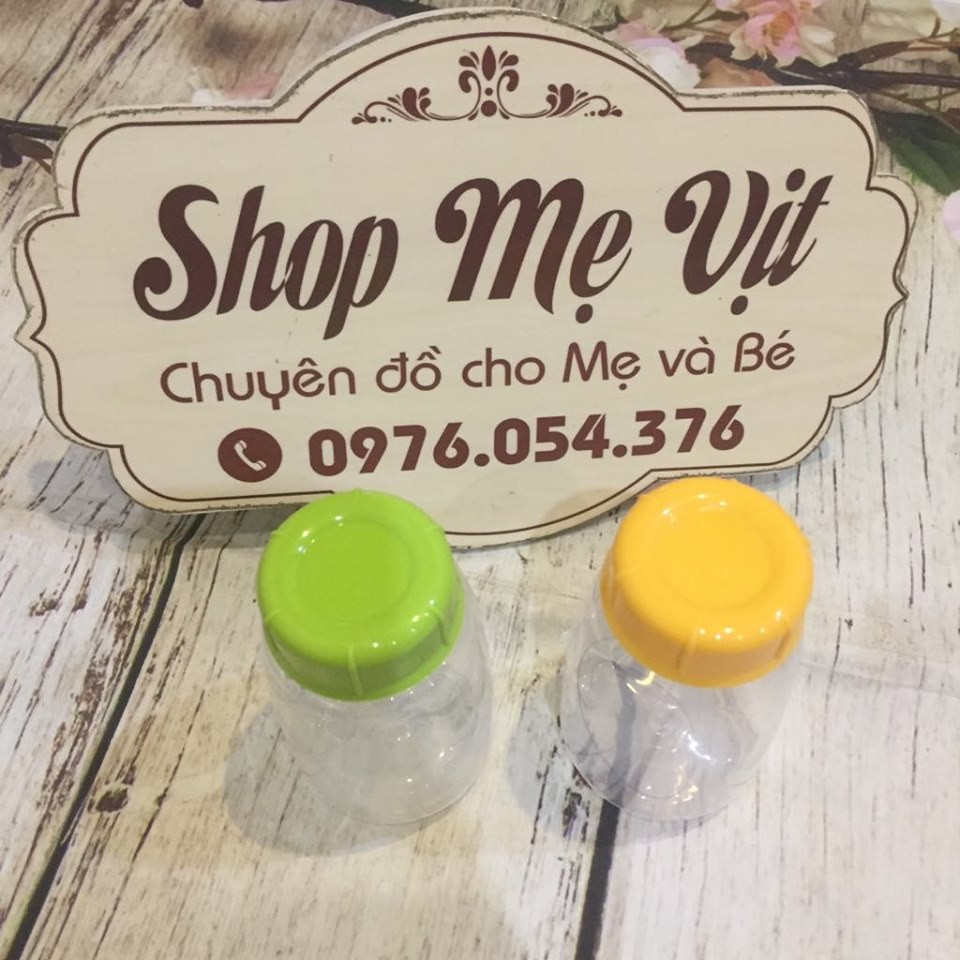 Shop Mẹ Vịt
Chuyên đồ cho Mẹ và Bé
0976.054.376